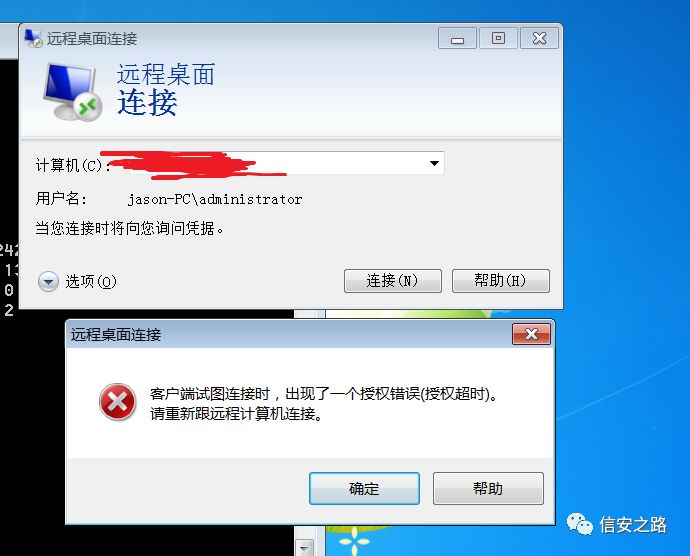 远程桌面连接
远程桌面
连接
计算机(C):
用户名: jason-PC\administrator
当您连接时将向您询问凭据。
选项(O)
连接(N)
帮助(H)
242
13
0
2
远程桌面连接
客户端试图连接时，出现了一个授权错误(授权超时)。
请重新跟远程计算机连接。
确定
帮助
信安之路